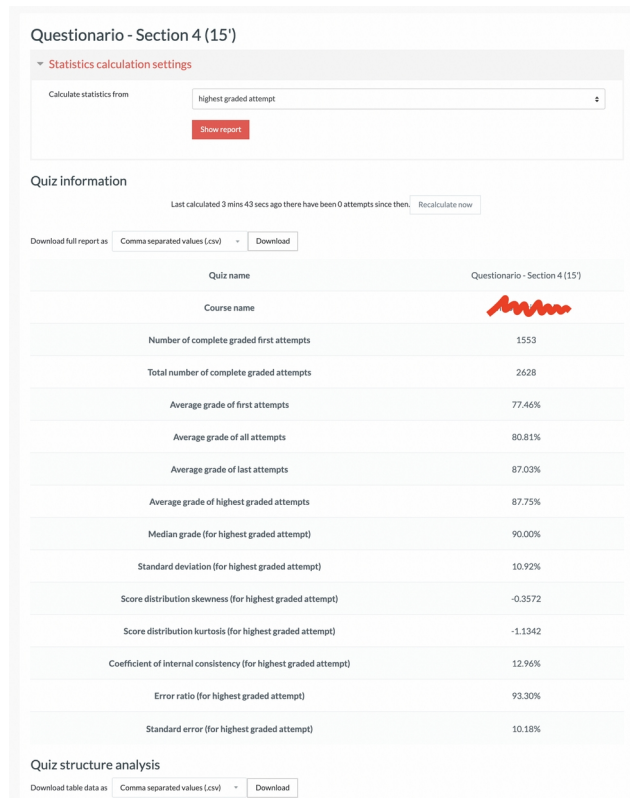 Questionario - Section 4 (15')
Statistics calculation settings
Calculate statistics from
highest graded attempt
Show report
Quiz information
Last calculated 3 mins 43 secs ago there have been 0 attempts since then. Recalculate now
Download full report as Comma separated values (.csv) Download
Quiz name Questionario - Section 4 (15')
Course name
Number of complete graded first attempts 1553
Total number of complete graded attempts 2628
Average grade of first attempts 77.46%
Average grade of all attempts 80.81%
Average grade of last attempts 87.03%
Average grade of highest graded attempts 87.75%
Median grade (for highest graded attempt) 90.00%
Standard deviation (for highest graded attempt) 10.92%
Score distribution skewness (for highest graded attempt) -0.3572
Score distribution kurtosis (for highest graded attempt) -1.1342
Coefficient of internal consistency (for highest graded attempt) 12.96%
Error ratio (for highest graded attempt) 93.30%
Standard error (for highest graded attempt) 10.18%
Quiz structure analysis
Download table data as Comma separated values (.csv) Download